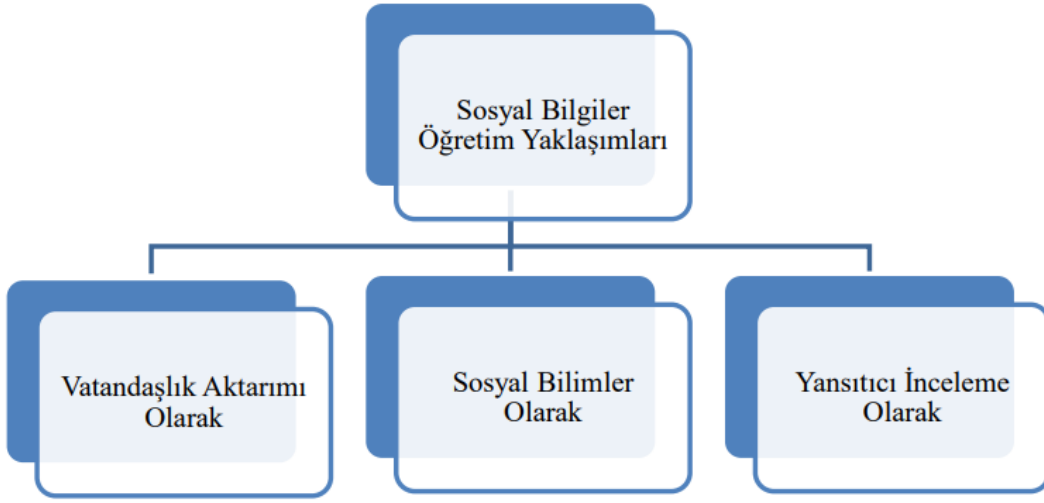 Sosyal Bilgiler
Öğretim Yaklaşımları
Vatandaşlık Aktarımı
Olarak
Sosyal Bilimler
Olarak
Yansıtıcı İnceleme
Olarak